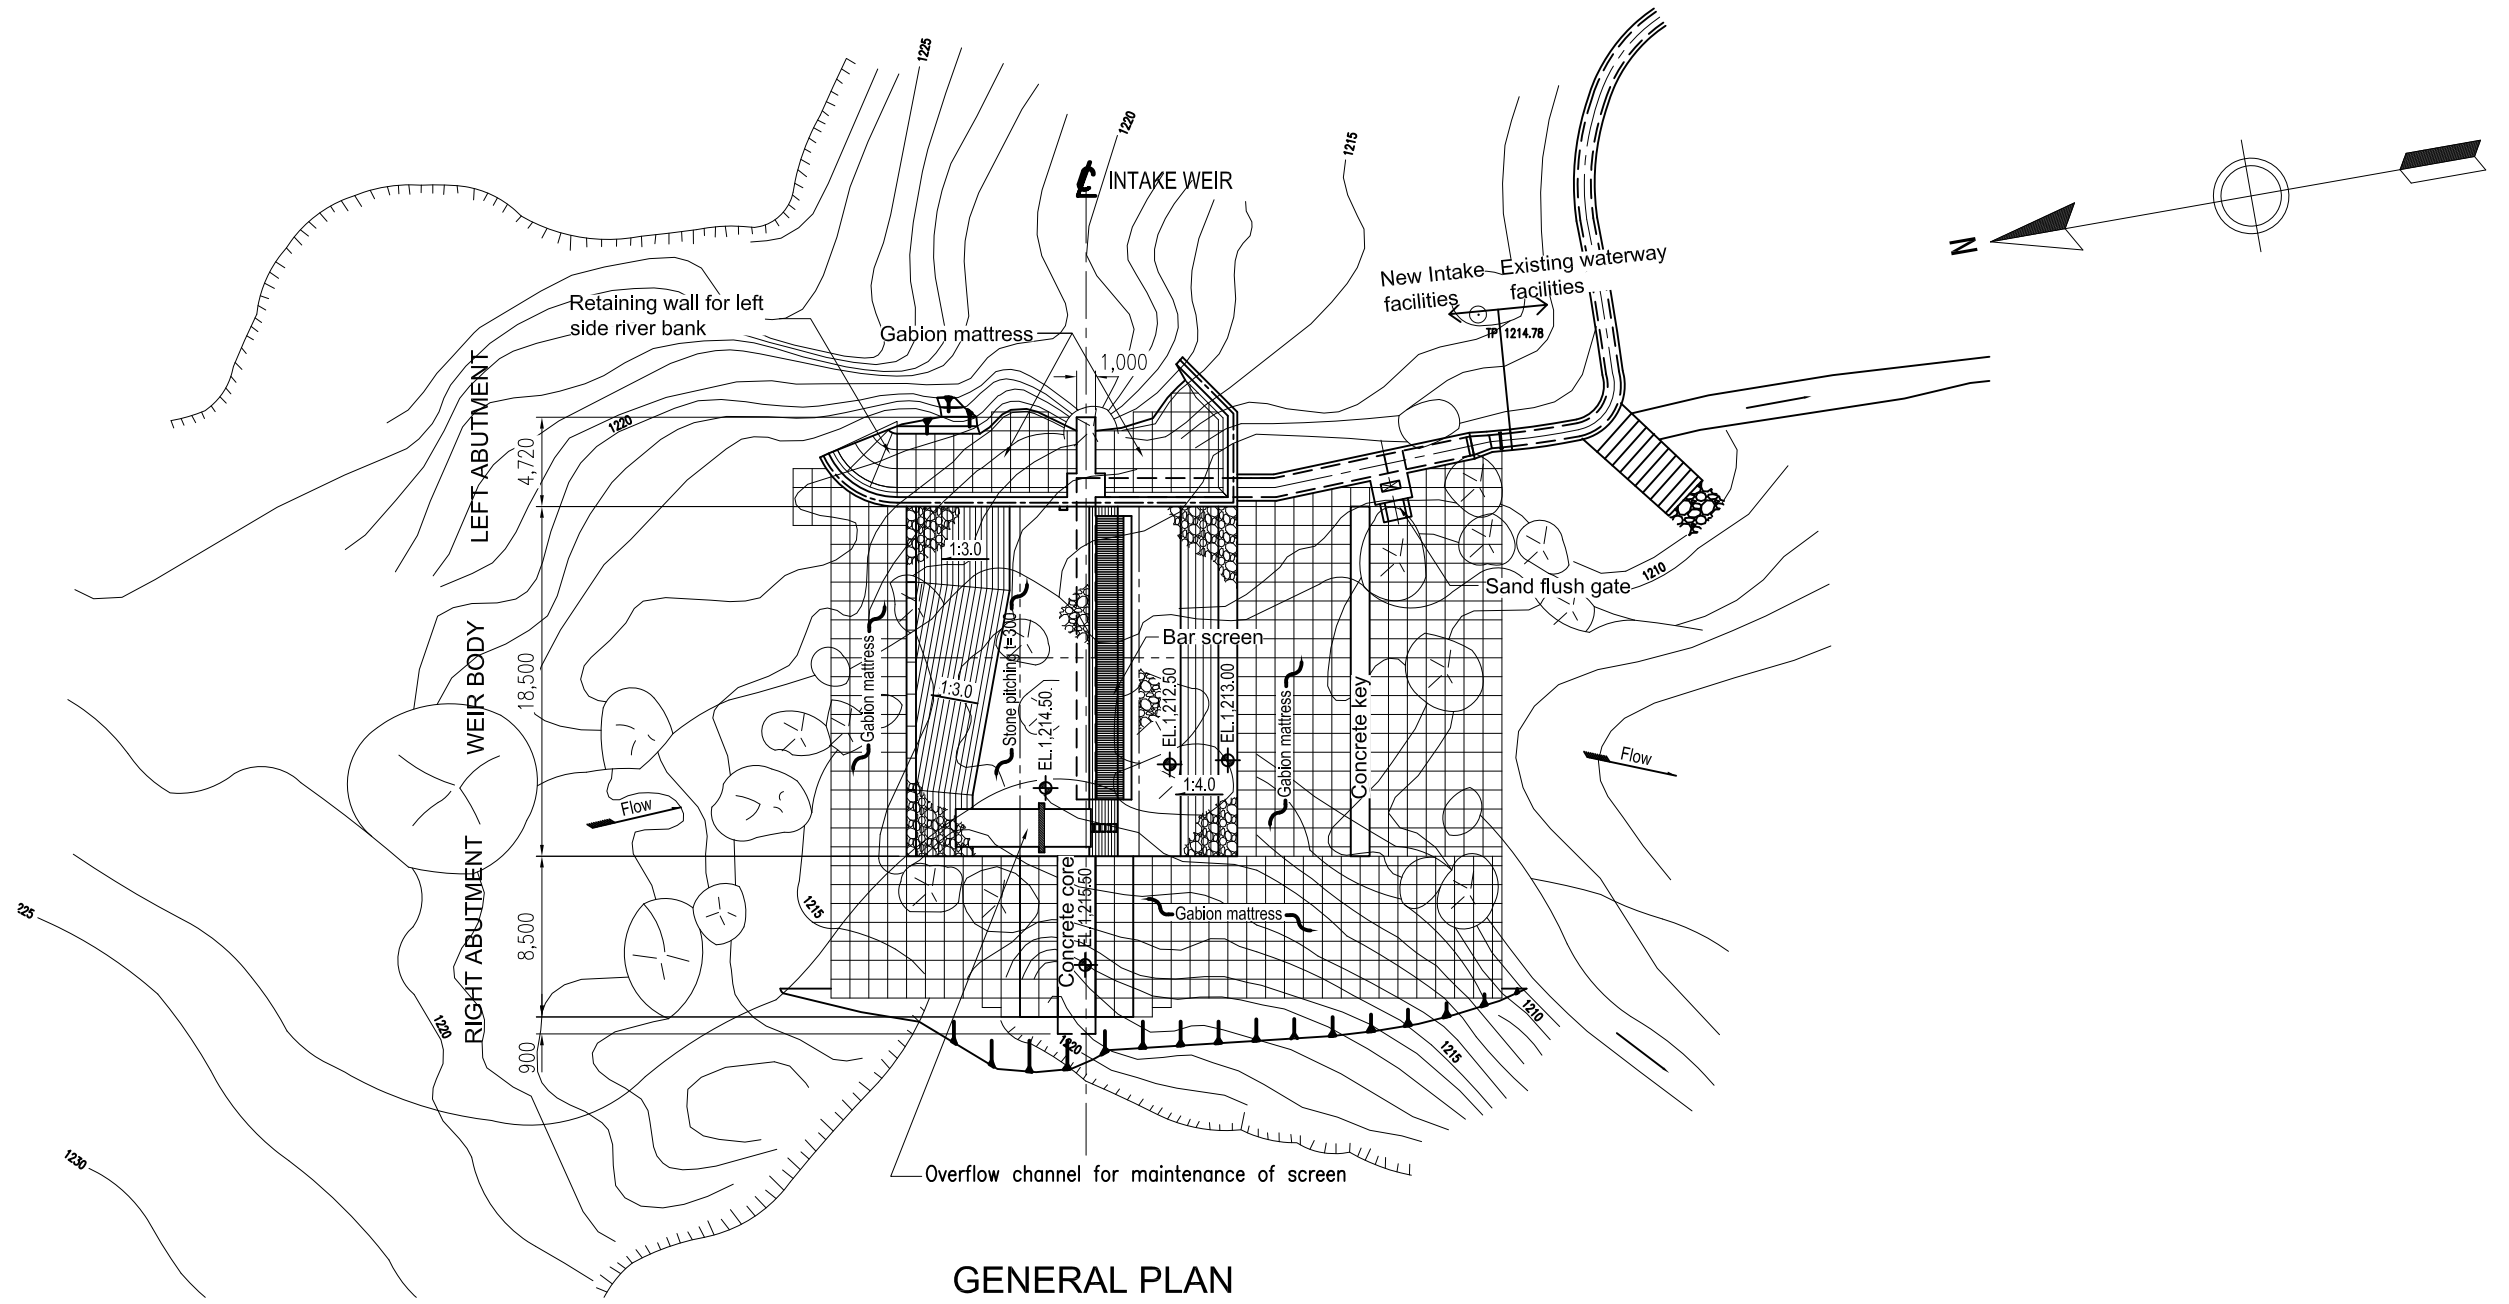 1225
1220
1215
℄ INTAKE WEIR
N
New Intake
facilities
Existing waterway
facilities
TP 1214.78
Retaining wall for left
side river bank
Gabion mattress
1,000
LEFT ABUTMENT
4,720
1220
1:3.0
1210
Sand flush gate
WEIR BODY
18,500
Gabion mattress
1:3.0
Stone pitching t=300
EL.1,214.50.
Bar screen
EL.1,212.50
EL.1,213.00
Gabion mattress
Concrete key
1:4.0
Flow
Flow
RIGHT ABUTMENT
8,500
900
1215
Concrete core
EL.1,215.50
Gabion mattress
1225
1220
1220
1210
1215
1230
Overflow channel for maintenance of screen
GENERAL PLAN